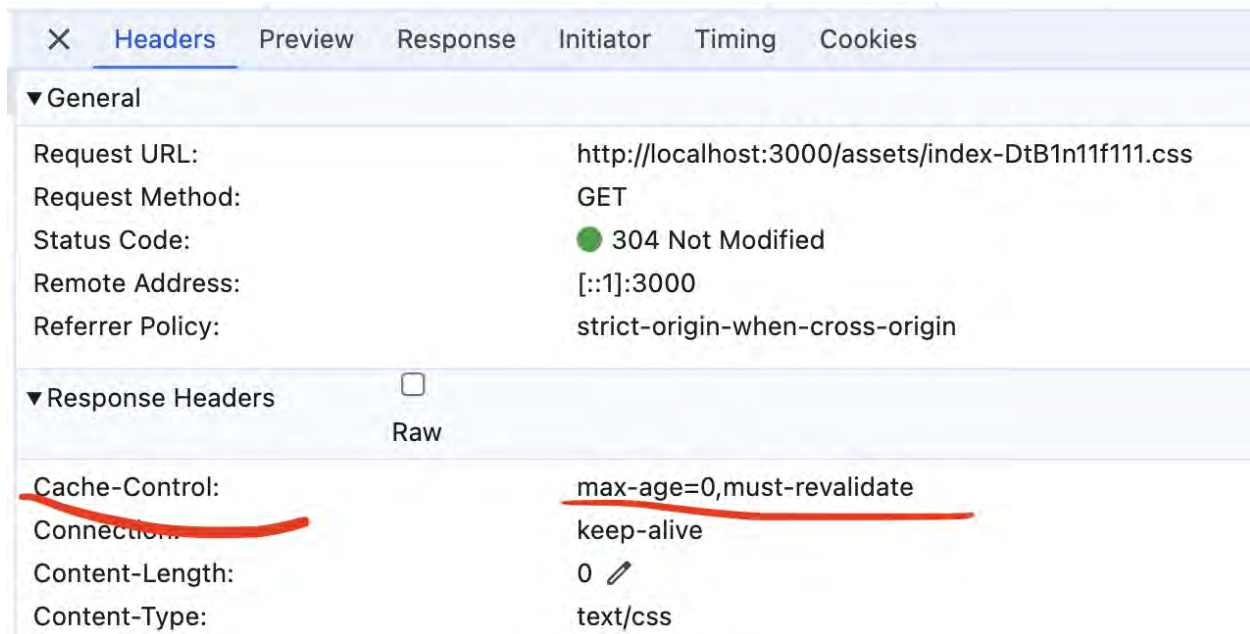 × Headers Preview Response Initiator Timing Cookies
▼General
Request URL: http://localhost:3000/assets/index-DtB1n11f111.css
Request Method: GET
Status Code: 304 Not Modified
Remote Address: [::1]:3000
Referrer Policy: strict-origin-when-cross-origin
▼Response Headers
Raw
Cache-Control: max-age=0,must-revalidate
Connection: keep-alive
Content-Length: 0
Content-Type: text/css